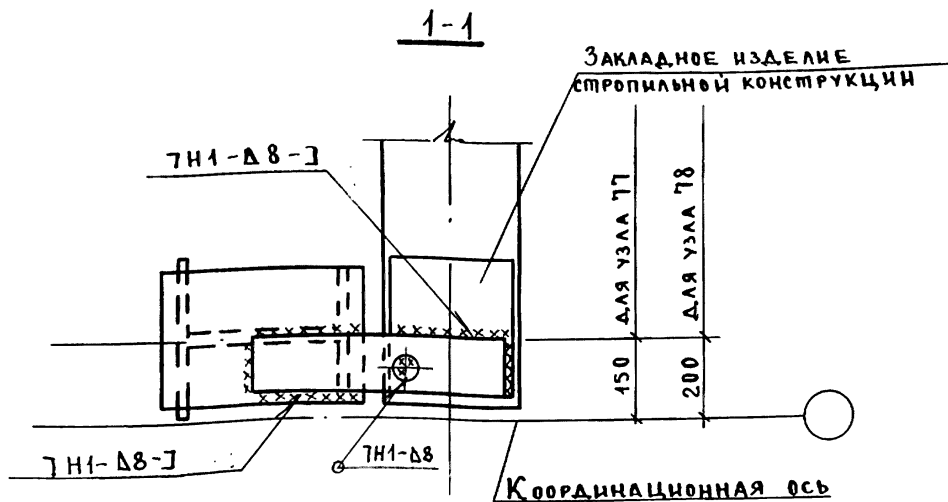 1-1
ЗАКЛАДНОЕ ИЗДЕЛИЕ
СТРОПИЛЬНОЙ КОНСТРУКЦИИ
7Н1-Δ8-⊐
150 ДЛЯ УЗЛА 77
200 ДЛЯ УЗЛА 78
7Н1-Δ8-⊐
7Н1-Δ8
КООРДИНАЦИОННАЯ ОСЬ